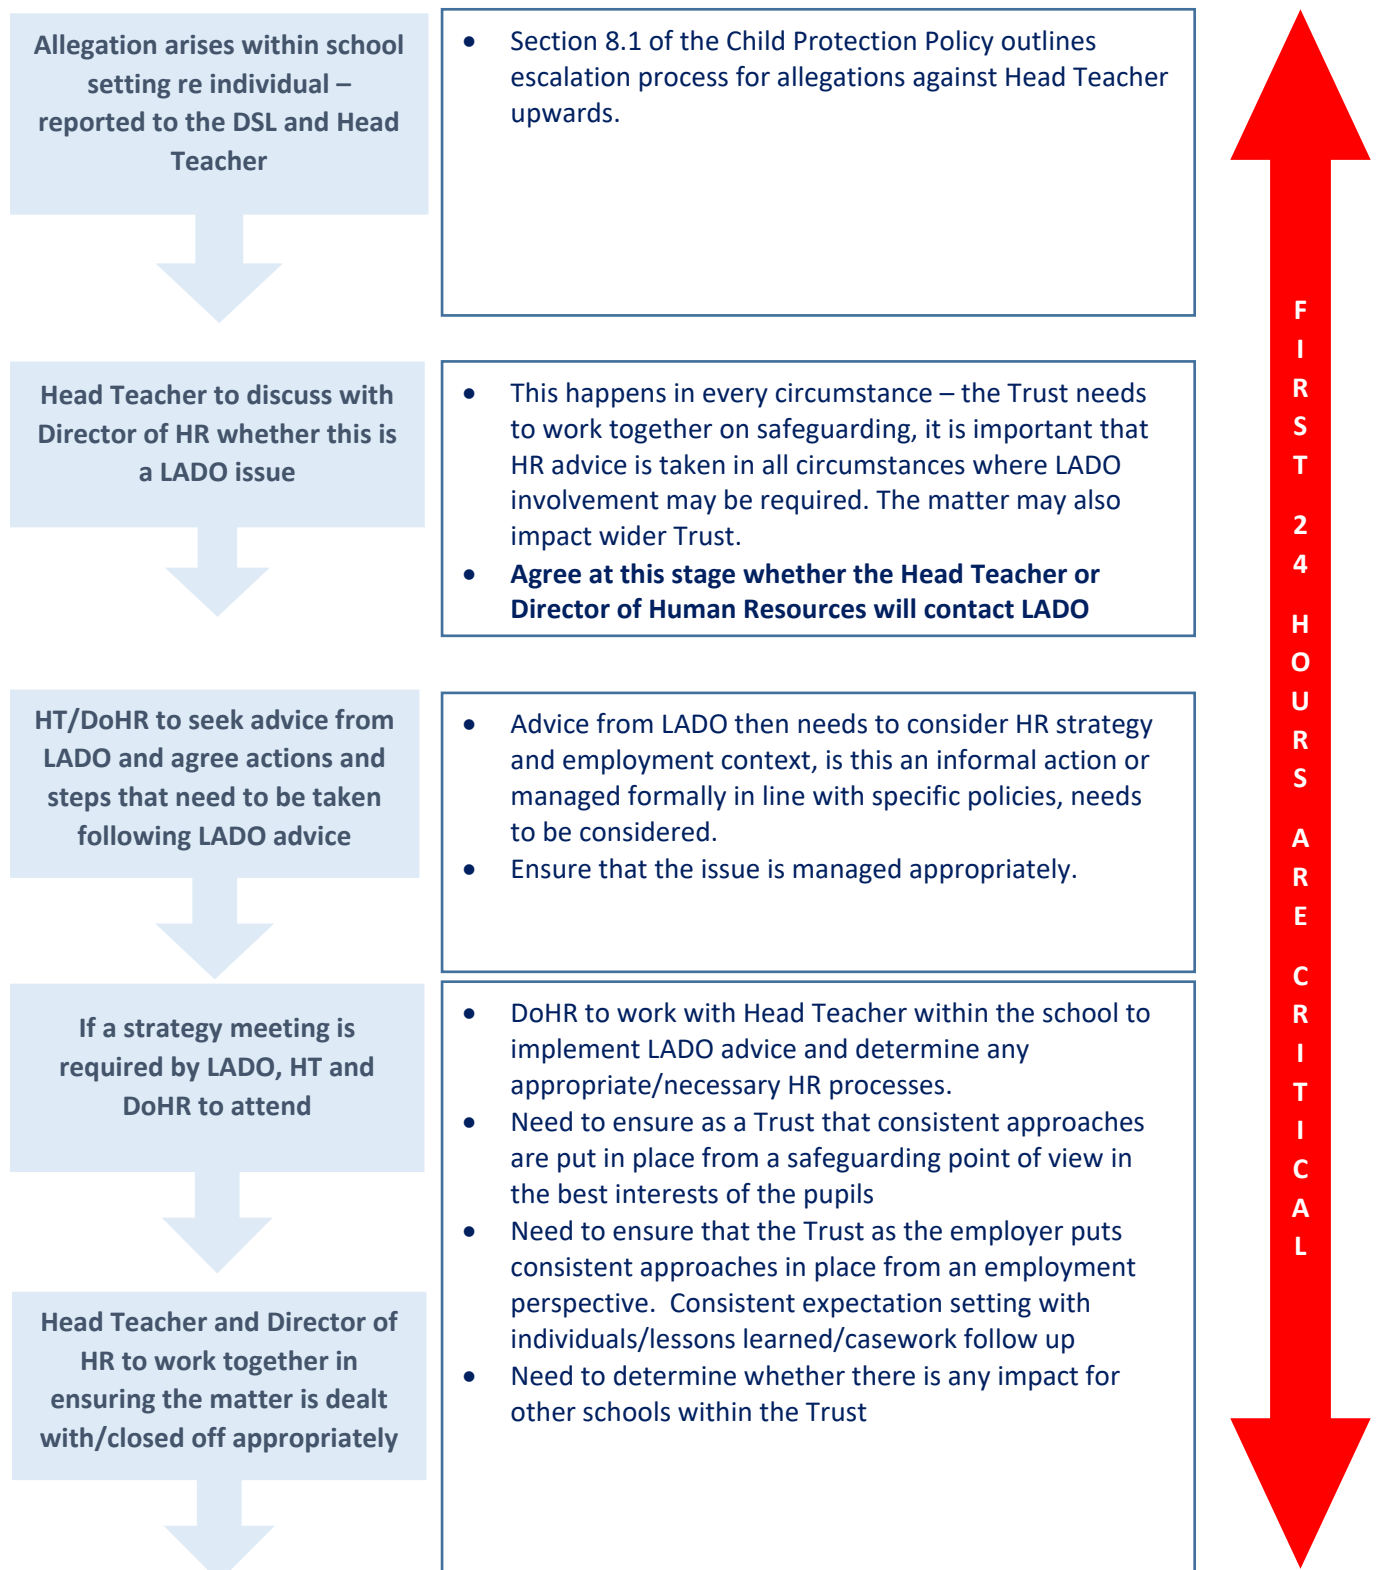 Allegation arises within school
setting re individual –
reported to the DSL and Head
Teacher
• Section 8.1 of the Child Protection Policy outlines
escalation process for allegations against Head Teacher
upwards.
Head Teacher to discuss with
Director of HR whether this is
a LADO issue
• This happens in every circumstance – the Trust needs
to work together on safeguarding, it is important that
HR advice is taken in all circumstances where LADO
involvement may be required. The matter may also
impact wider Trust.
• Agree at this stage whether the Head Teacher or
Director of Human Resources will contact LADO
HT/DoHR to seek advice from
LADO and agree actions and
steps that need to be taken
following LADO advice
• Advice from LADO then needs to consider HR strategy
and employment context, is this an informal action or
managed formally in line with specific policies, needs
to be considered.
• Ensure that the issue is managed appropriately.
If a strategy meeting is
required by LADO, HT and
DoHR to attend
Head Teacher and Director of
HR to work together in
ensuring the matter is dealt
with/closed off appropriately
• DoHR to work with Head Teacher within the school to
implement LADO advice and determine any
appropriate/necessary HR processes.
• Need to ensure as a Trust that consistent approaches
are put in place from a safeguarding point of view in
the best interests of the pupils
• Need to ensure that the Trust as the employer puts
consistent approaches in place from an employment
perspective.  Consistent expectation setting with
individuals/lessons learned/casework follow up
• Need to determine whether there is any impact for
other schools within the Trust
FIRST 24 HOURS ARE CRITICAL